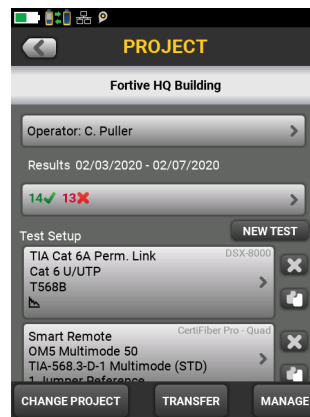 PROJECT
Fortive HQ Building
Operator: C. Puller
Results 02/03/2020 - 02/07/2020
14 13
Test Setup
NEW TEST
TIA Cat 6A Perm. Link
DSX-8000
Cat 6 U/UTP
T568B
Smart Remote
CertiFiber Pro - Quad
OM5 Multimode 50
TIA-568.3-D-1 Multimode (STD)
1 Jumper Reference
CHANGE PROJECT
TRANSFER
MANAGE